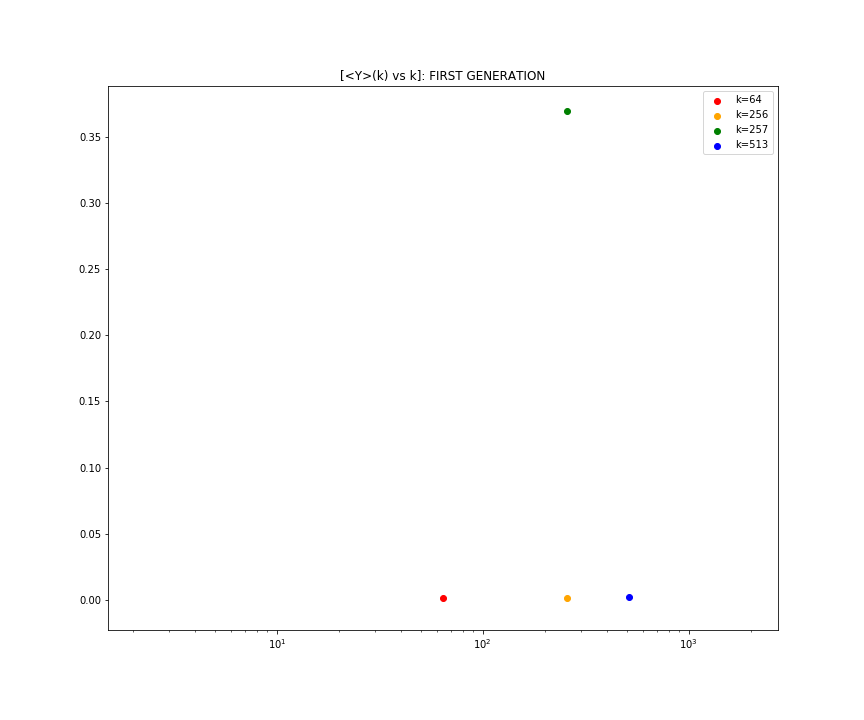 [<Y>(k) vs k]: FIRST GENERATION
k=64
k=256
k=257
k=513
0.35
0.30
0.25
0.20
0.15
0.10
0.05
0.00
10¹ 10² 10³